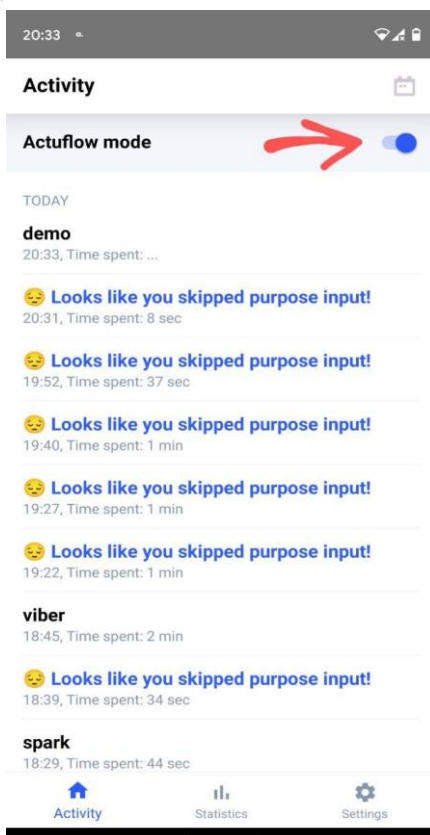 20:33
Activity
Actuflow mode
TODAY
demo
20:33, Time spent: ...
😔 Looks like you skipped purpose input!
20:31, Time spent: 8 sec
😔 Looks like you skipped purpose input!
19:52, Time spent: 37 sec
😔 Looks like you skipped purpose input!
19:40, Time spent: 1 min
😔 Looks like you skipped purpose input!
19:27, Time spent: 1 min
😔 Looks like you skipped purpose input!
19:22, Time spent: 1 min
viber
18:45, Time spent: 2 min
😔 Looks like you skipped purpose input!
18:39, Time spent: 34 sec
spark
18:29, Time spent: 44 sec
Activity Statistics Settings